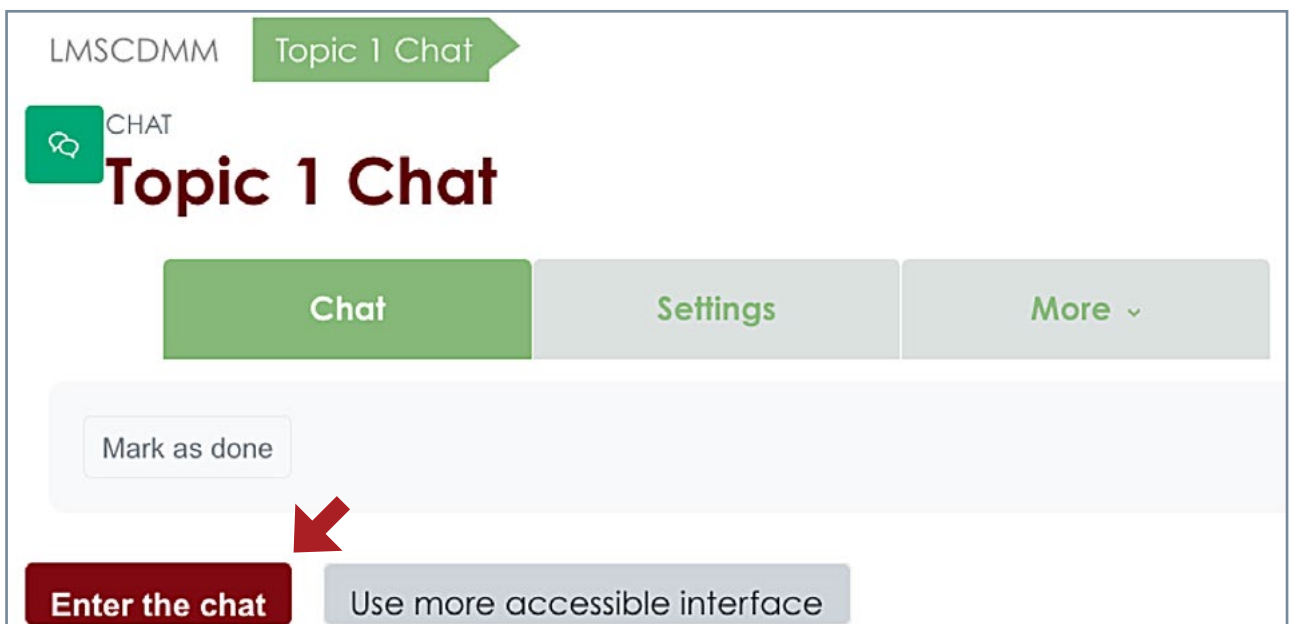 LMSCDMM Topic 1 Chat
CHAT
Topic 1 Chat
Chat Settings More
Mark as done
Enter the chat Use more accessible interface